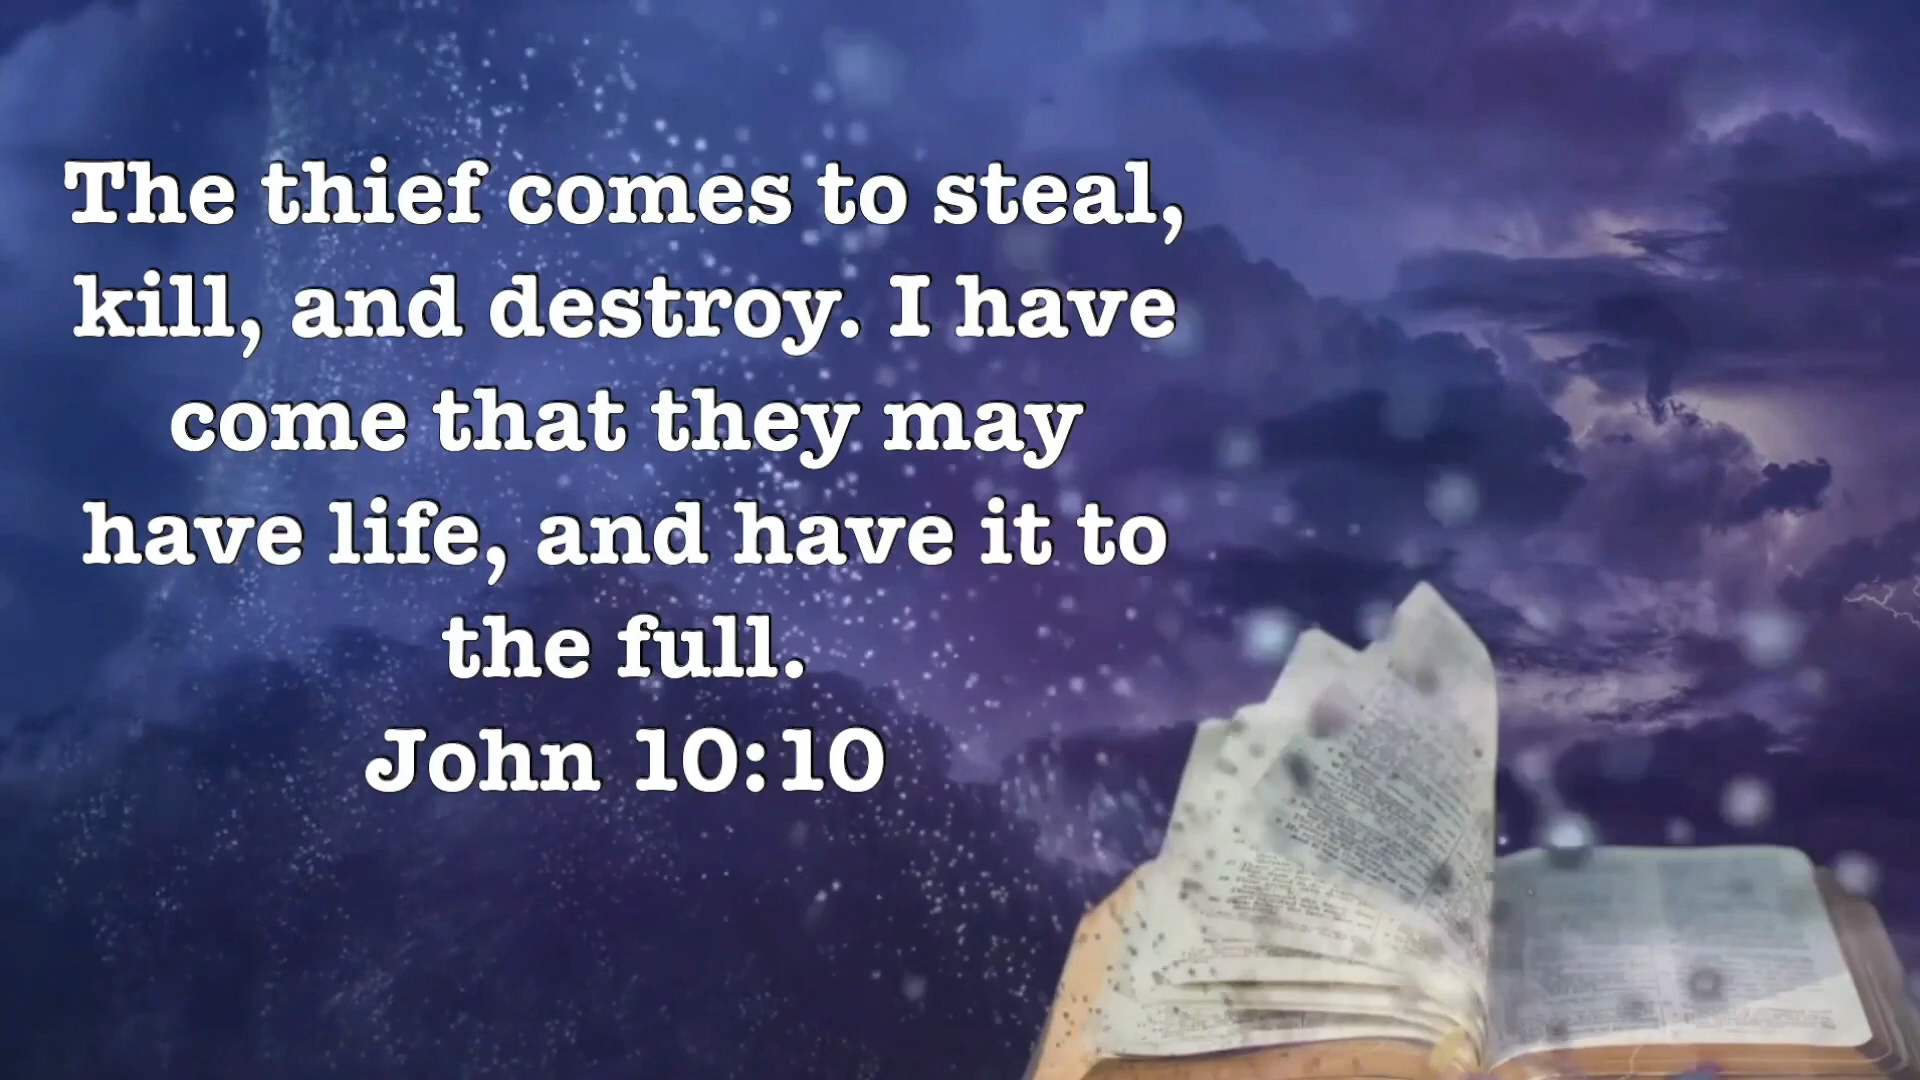 The thief comes to steal,
kill, and destroy. I have
come that they may
have life, and have it to
the full.
John 10:10